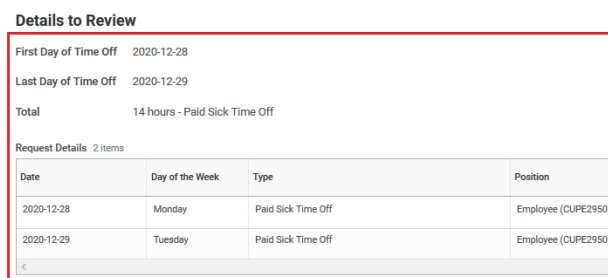 Details to Review
First Day of Time Off 2020-12-28
Last Day of Time Off 2020-12-29
Total 14 hours - Paid Sick Time Off
Request Details 2 items
Date Day of the Week Type Position
2020-12-28 Monday Paid Sick Time Off Employee (CUPE2950
2020-12-29 Tuesday Paid Sick Time Off Employee (CUPE2950